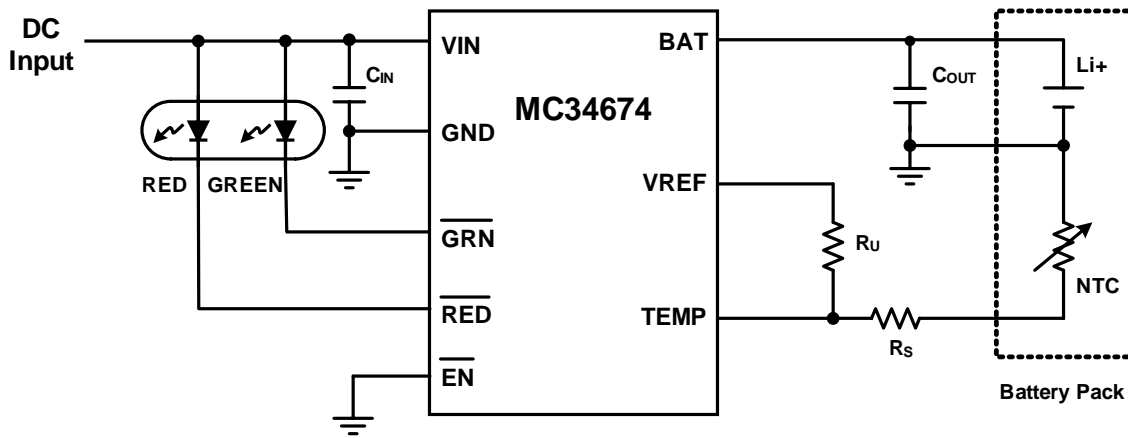 DC
Input
VIN
BAT
Li+
CIN
COUT
MC34674
GND
RED GREEN
VREF
GRN
RU
NTC
RED
TEMP
RS
EN
Battery Pack